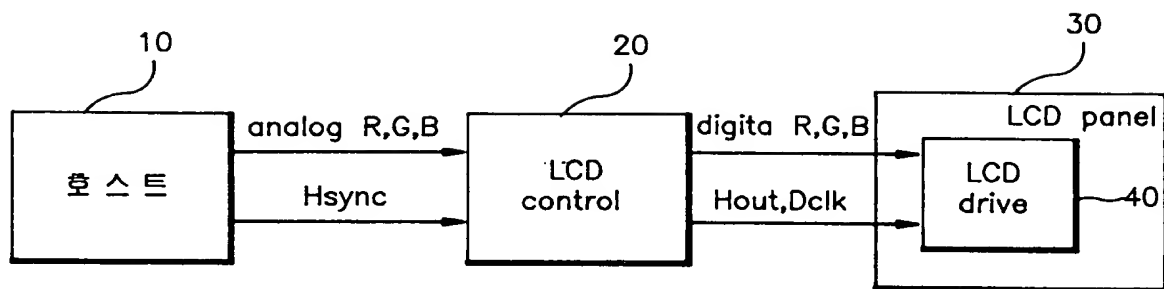 10
20
30
호스트
analog R,G,B
Hsync
LCD
control
digita R,G,B
Hout,Dclk
LCD panel
LCD
drive
40